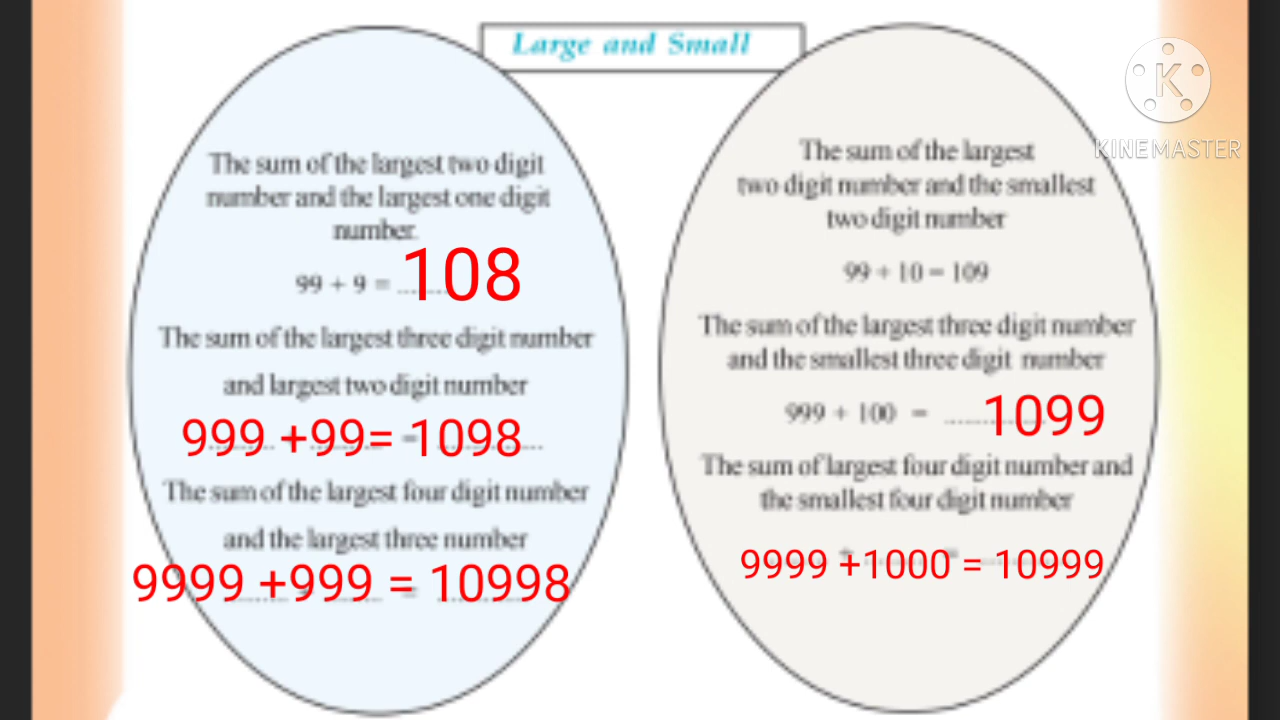 Large and Small
The sum of the largest two digit
number and the largest one digit
number.
99 + 9 = ........ 108
The sum of the largest three digit number
and largest two digit number
999 +99= = 1098
The sum of the largest four digit number
and the largest three number
9999 +999 = 10998
The sum of the largest
two digit number and the smallest
two digit number
99 + 10 = 109
The sum of the largest three digit number
and the smallest three digit number
999 + 100 = ........ 1099
The sum of largest four digit number and
the smallest four digit number
9999 +1000 = 10999
K
KINEMASTER